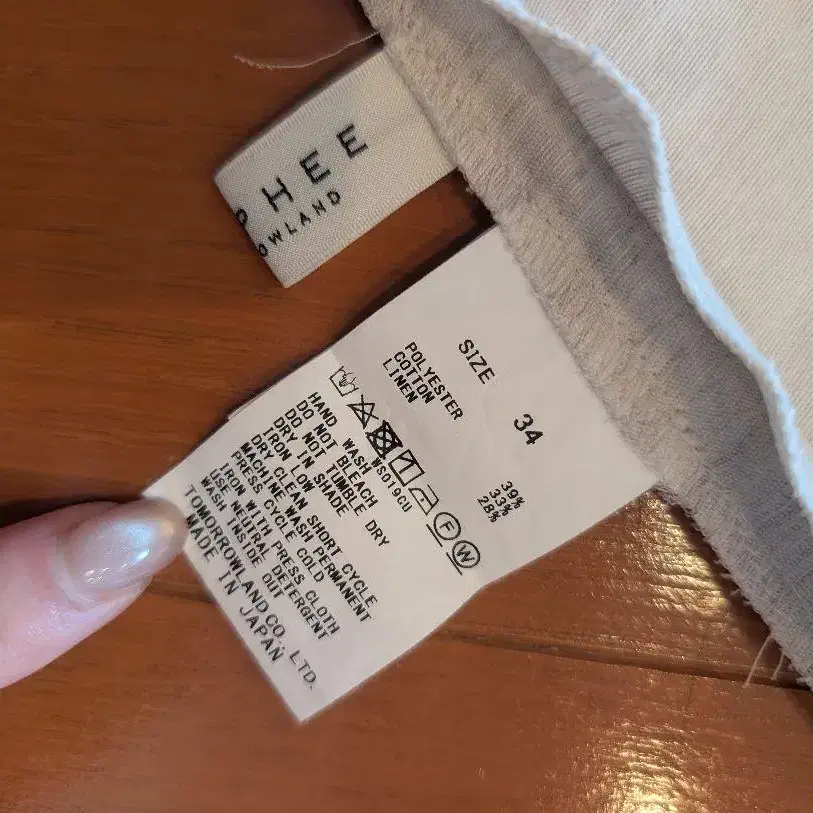 PHEE
OWLAND
SIZE 34
POLYESTER 39%
COTTON 33%
LINEN 28%
WS019CU
F W
HAND WASH
DO NOT BLEACH
DO NOT TUMBLE DRY
DRY IN SHADE
IRON LOW
DRY CLEAN SHORT CYCLE
MACHINE WASH PERMANENT
PRESS CYCLE COLD
IRON WITH PRESS CLOTH
USE NEUTRAL DETERGENT
WASH INSIDE OUT
TOMORROWLAND CO., LTD.
MADE IN JAPAN